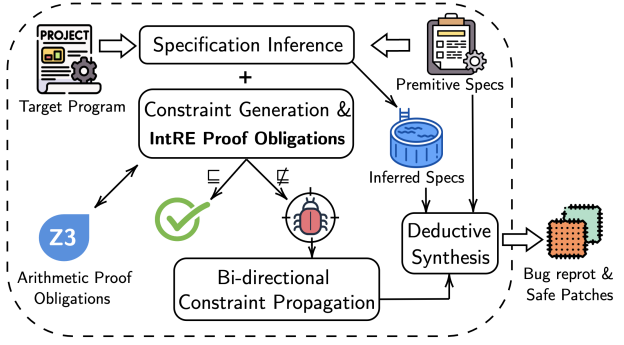 PROJECT
Target Program
Specification Inference
Premitive Specs
+
Constraint Generation &
IntRE Proof Obligations
⊑
⋢
Inferred Specs
Z3
Arithmetic Proof
Obligations
Bi-directional
Constraint Propagation
Deductive
Synthesis
Bug reprot &
Safe Patches